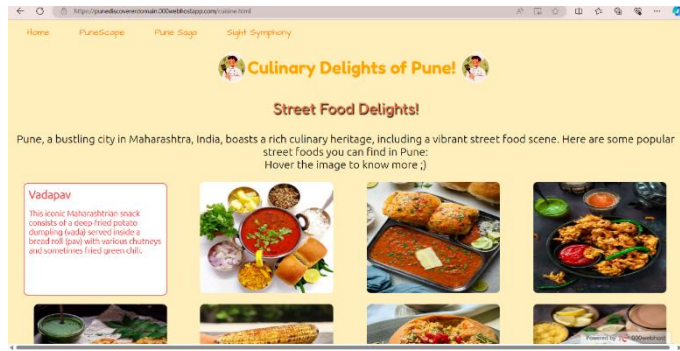 https://punediscovererdomain.000webhostapp.com/cuisine.html
Home PuneScape Pune Saga Sight Symphony
Culinary Delights of Pune!
Street Food Delights!
Pune, a bustling city in Maharashtra, India, boasts a rich culinary heritage, including a vibrant street food scene. Here are some popular
street foods you can find in Pune:
Hover the image to know more ;)
Vadapav
This iconic Maharashtrian snack
consists of a deep-fried potato
dumpling (vada) served inside a
bread roll (pav) with various chutneys
and sometimes fried green chili.
Powered by 000webhost